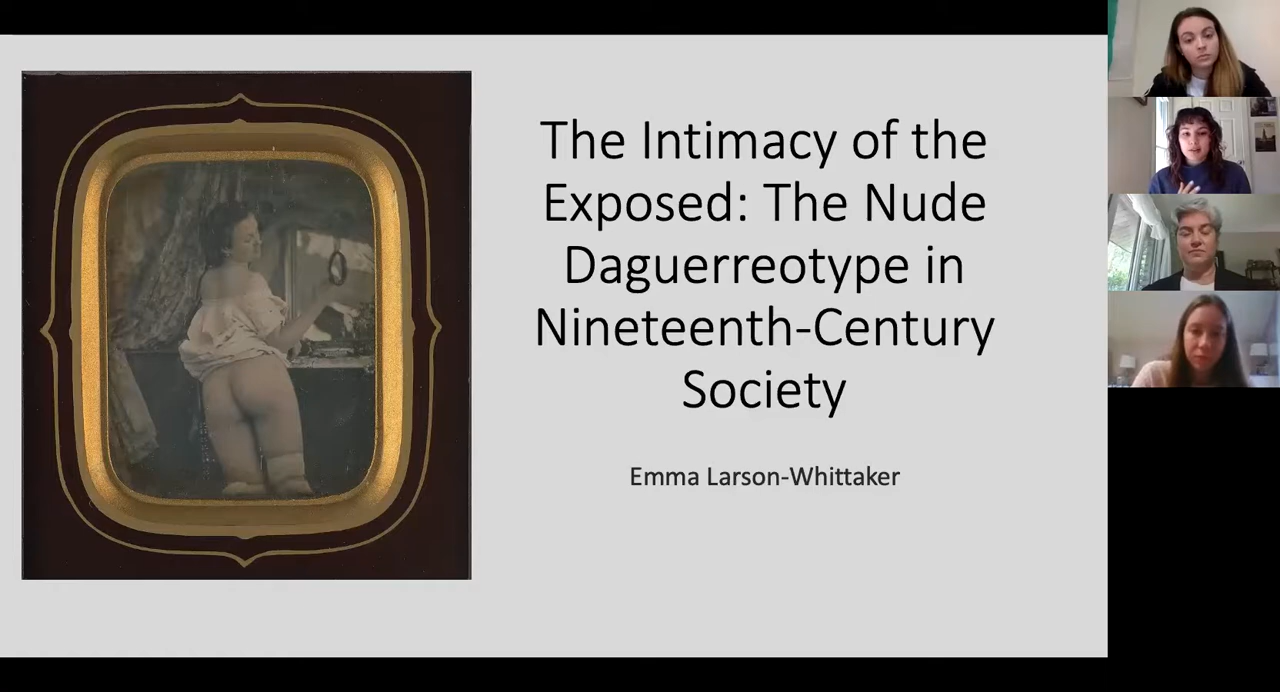 The Intimacy of the
Exposed: The Nude
Daguerreotype in
Nineteenth-Century
Society
Emma Larson-Whittaker